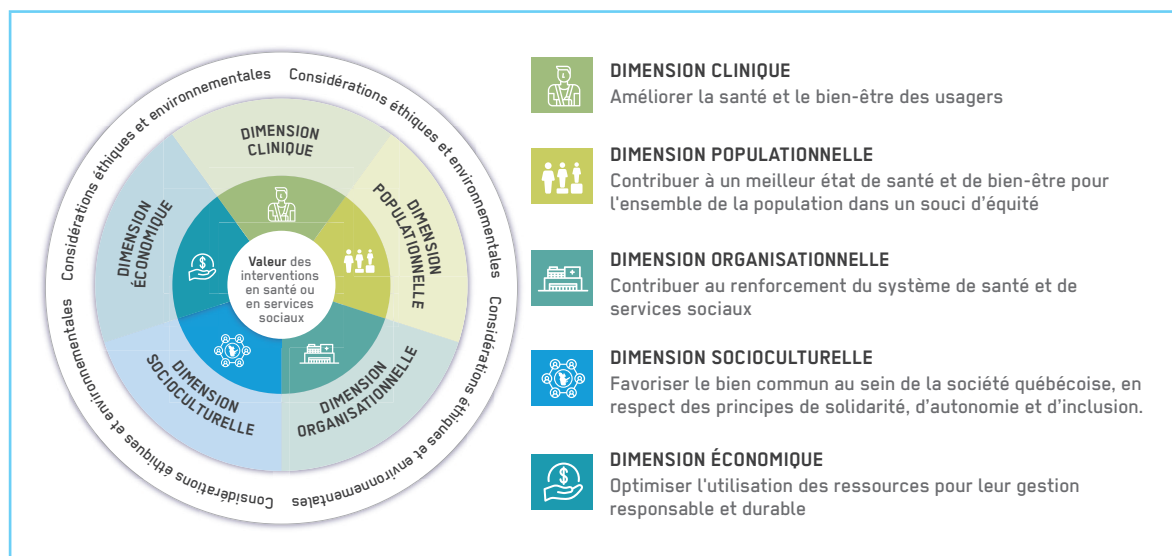 Considérations éthiques et environnementales
Considérations éthiques et environnementales
Considérations éthiques et environnementales
Considérations éthiques et environnementales
Considérations éthiques et environnementales
DIMENSION
CLINIQUE
DIMENSION
POPULATIONNELLE
DIMENSION
ORGANISATIONNELLE
DIMENSION
SOCIOCULTURELLE
DIMENSION
ÉCONOMIQUE
Valeur des
interventions
en santé ou
en services
sociaux
DIMENSION CLINIQUE
Améliorer la santé et le bien-être des usagers
DIMENSION POPULATIONNELLE
Contribuer à un meilleur état de santé et de bien-être pour
l'ensemble de la population dans un souci d’équité
DIMENSION ORGANISATIONNELLE
Contribuer au renforcement du système de santé et de
services sociaux
DIMENSION SOCIOCULTURELLE
Favoriser le bien commun au sein de la société québécoise, en
respect des principes de solidarité, d’autonomie et d’inclusion.
DIMENSION ÉCONOMIQUE
Optimiser l'utilisation des ressources pour leur gestion
responsable et durable